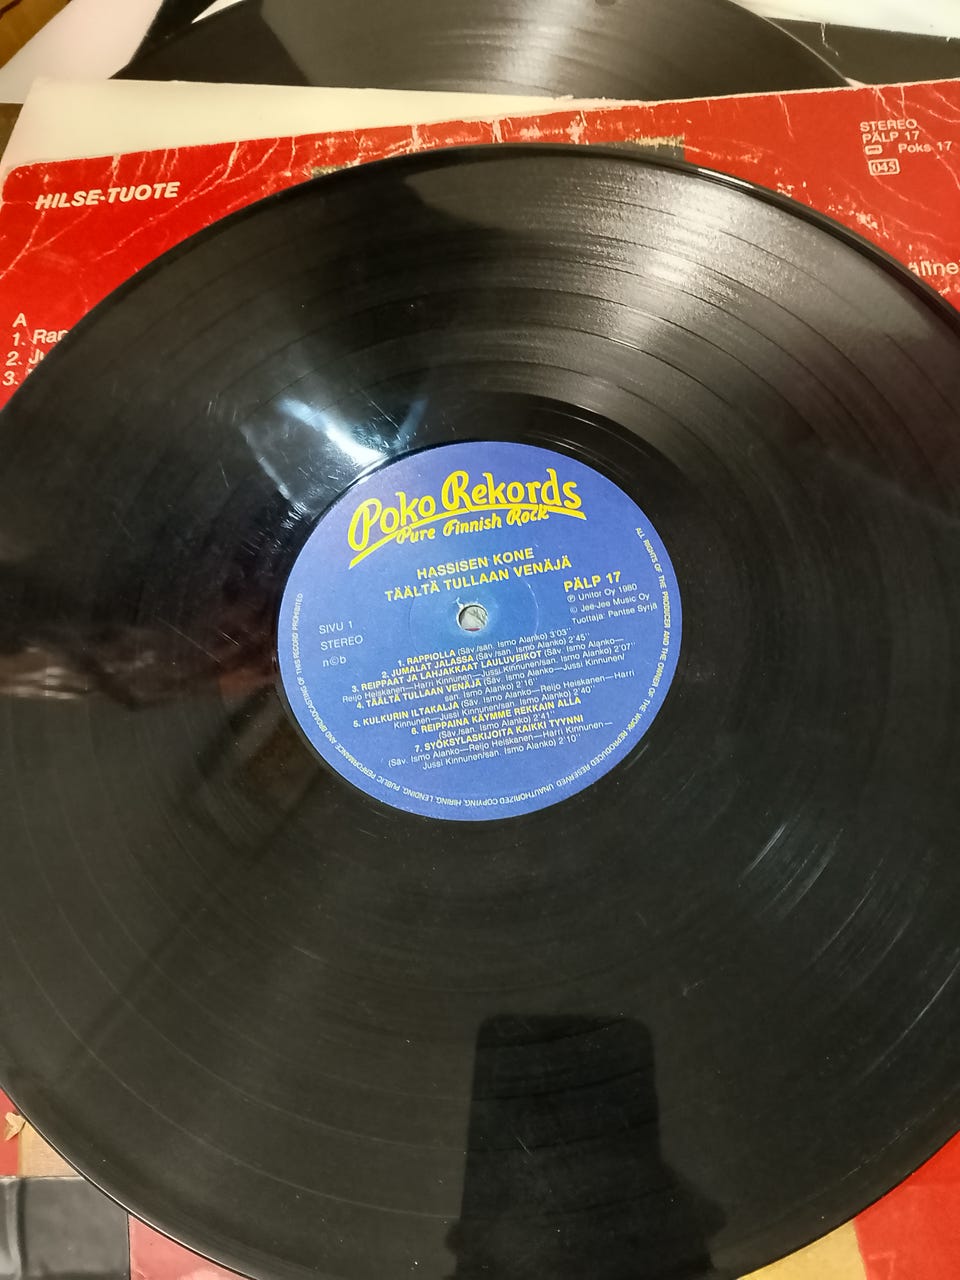 HILSE-TUOTE
STEREO
PÄLP 17
Poks 17
045
A
1. Rap
2. Ju
3.
Poko Rekords
Pure Finnish Rock
HASSISEN KONE
TÄÄLTÄ TULLAAN VENÄJÄ
PÄLP 17
Ⓟ Unitor Oy 1980
© Jee-Jee Music Oy
Tuottaja: Pantse Syrjä
SIVU 1
STEREO
n©b
1. RAPPIOLLA (Säv./san. Ismo Alanko) 3'03''
2. JUMALAT JALASSA (Säv./san. Ismo Alanko) 2'45''
3. REIPPAAT JA LAHJAKKAAT LAULUVEIKOT (Säv. Ismo Alanko—
Reijo Heiskanen—Harri Kinnunen—Jussi Kinnunen/san. Ismo Alanko) 2'07''
4. TÄÄLTÄ TULLAAN VENÄJÄ (Säv. Ismo Alanko—Jussi Kinnunen/
san. Ismo Alanko) 2'16''
5. KULKURIN ILTAKALJA (Säv. Ismo Alanko—Reijo Heiskanen—Harri
Kinnunen—Jussi Kinnunen/san. Ismo Alanko) 2'40''
6. REIPPAINA KÄYMME REKKAIN ALLA
(Säv./san. Ismo Alanko) 2'41''
7. SYÖKSYLASKIJOITA KAIKKI TYYNNI
(Säv. Ismo Alanko—Reijo Heiskanen—Harri Kinnunen—
Jussi Kinnunen/san. Ismo Alanko) 2'10''
ALL RIGHTS OF THE PRODUCER AND THE OWNER OF THE WORK REPRODUCED RESERVED. UNAUTHORIZED COPYING, HIRING, LENDING, PUBLIC PERFORMANCE AND BROADCASTING OF THIS RECORD PROHIBITED